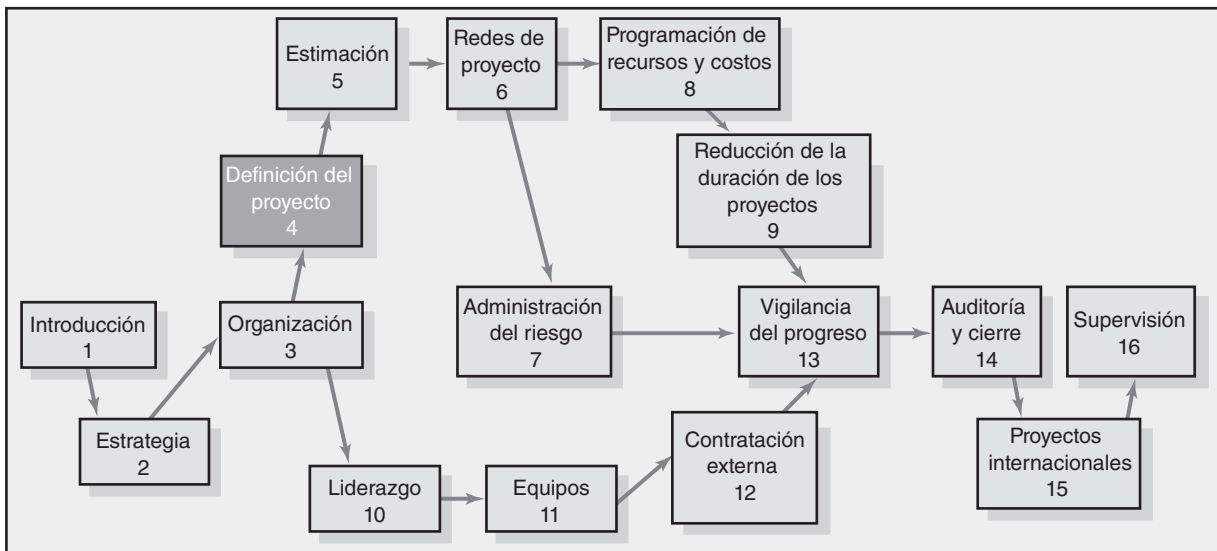 Estimación
5
Redes de
proyecto
6
Programación de
recursos y costos
8
Definición del
proyecto
4
Reducción de la
duración de los
proyectos
9
Introducción
1
Organización
3
Administración
del riesgo
7
Vigilancia
del progreso
13
Auditoría
y cierre
14
Supervisión
16
Estrategia
2
Liderazgo
10
Equipos
11
Contratación
externa
12
Proyectos
internacionales
15